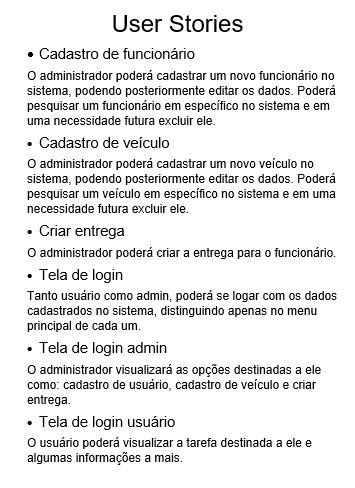 User Stories
• Cadastro de funcionário
O administrador poderá cadastrar um novo funcionário no
sistema, podendo posteriormente editar os dados. Poderá
pesquisar um funcionário em específico no sistema e em
uma necessidade futura excluir ele.
• Cadastro de veículo
O administrador poderá cadastrar um novo veículo no
sistema, podendo posteriormente editar os dados. Poderá
pesquisar um veículo em específico no sistema e em uma
necessidade futura excluir ele.
• Criar entrega
O administrador poderá criar a entrega para o funcionário.
• Tela de login
Tanto usuário como admin, poderá se logar com os dados
cadastrados no sistema, distinguindo apenas no menu
principal de cada um.
• Tela de login admin
O administrador visualizará as opções destinadas a ele
como: cadastro de usuário, cadastro de veículo e criar
entrega.
• Tela de login usuário
O usuário poderá visualizar a tarefa destinada a ele e
algumas informações a mais.